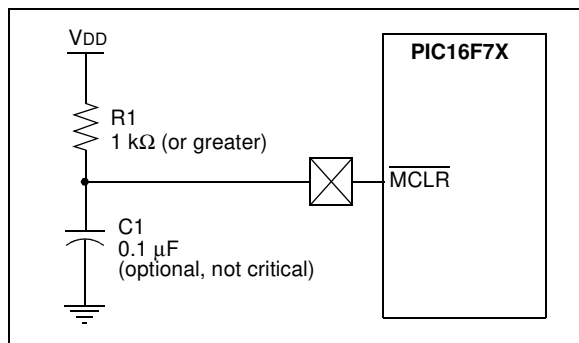 VDD
PIC16F7X
R1
1 kΩ (or greater)
MCLR
C1
0.1 μF
(optional, not critical)